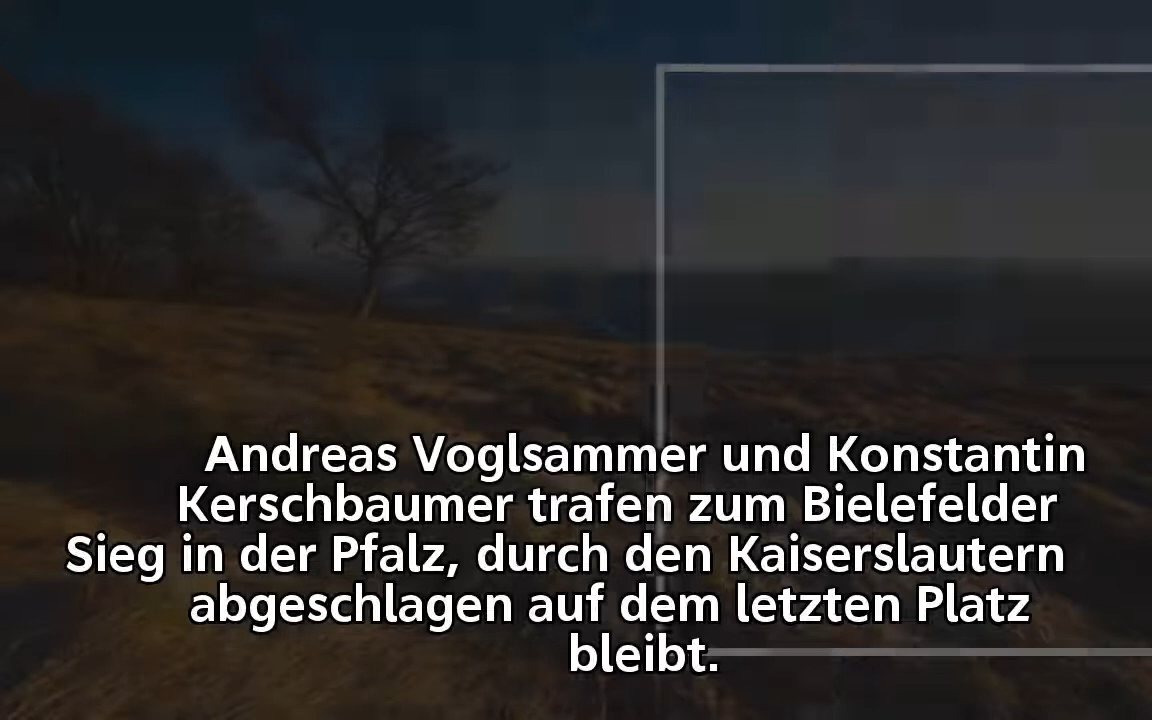 Andreas Voglsammer und Konstantin
Kerschbaumer trafen zum Bielefelder
Sieg in der Pfalz, durch den Kaiserslautern
abgeschlagen auf dem letzten Platz
bleibt.